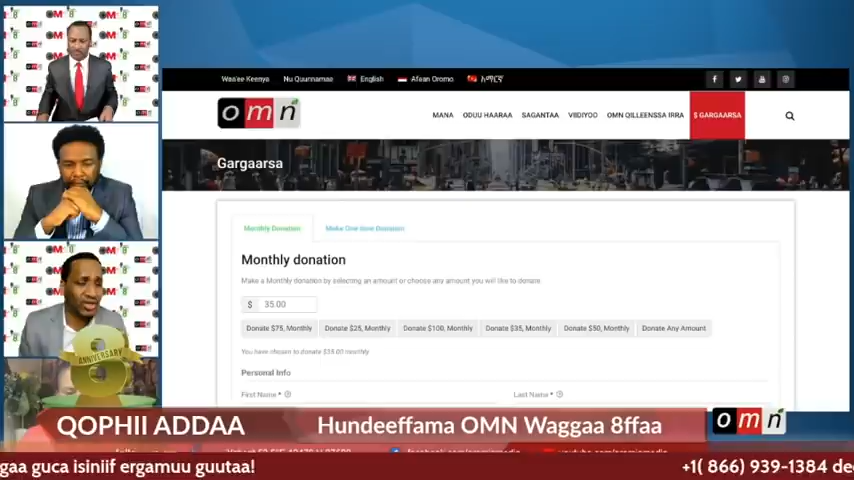 Waa'ee Keenya Nu Quunnamae English Afaan Oromo አማርኛ
omn MANA ODUU HAARAA SAGANTAA VIIDIYOO OMN QILLEENSSA IRRA $ GARGAARSA
Gargaarsa
Monthly Donation Make One time Donation
Monthly donation
Make a Monthly donation by selecting an amount or choose any amount you will like to donate
$ 35.00
Donate $75, Monthly Donate $25, Monthly Donate $100, Monthly Donate $35, Monthly Donate $50, Monthly Donate Any Amount
You have chosen to donate $35.00 monthly
Personal Info
First Name * Last Name *
8
ANNIVERSARY
QOPHII ADDAA Hundeeffama OMN Waggaa 8ffaa omn
gaa guca isiniif ergamuu guutaa! +1( 866) 939-1384 de